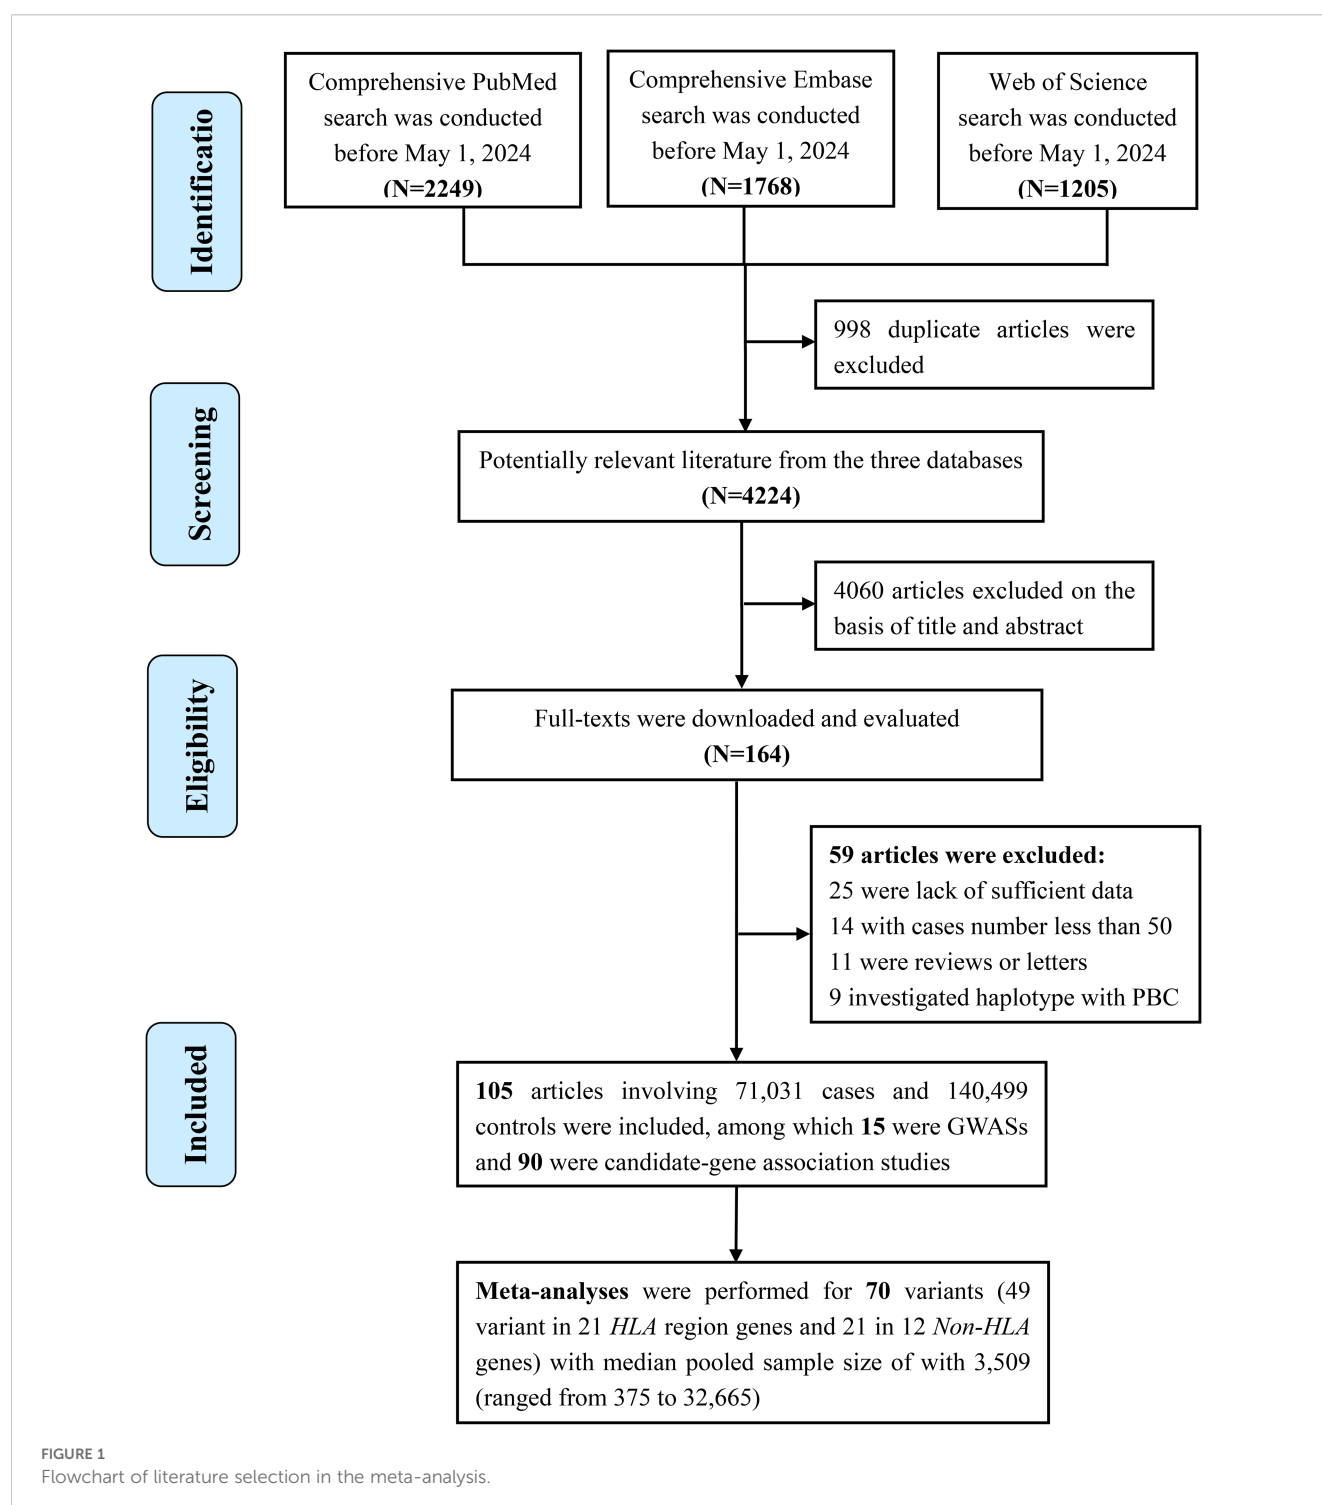 Identificatio
Comprehensive PubMed
search was conducted
before May 1, 2024
(N=2249)
Comprehensive Embase
search was conducted
before May 1, 2024
(N=1768)
Web of Science
search was conducted
before May 1, 2024
(N=1205)
998 duplicate articles were
excluded
Screening
Potentially relevant literature from the three databases
(N=4224)
4060 articles excluded on the
basis of title and abstract
Eligibility
Full-texts were downloaded and evaluated
(N=164)
59 articles were excluded:
25 were lack of sufficient data
14 with cases number less than 50
11 were reviews or letters
9 investigated haplotype with PBC
Included
105 articles involving 71,031 cases and 140,499
controls were included, among which 15 were GWASs
and 90 were candidate-gene association studies
Meta-analyses were performed for 70 variants (49
variant in 21 HLA region genes and 21 in 12 Non-HLA
genes) with median pooled sample size of with 3,509
(ranged from 375 to 32,665)
FIGURE 1
Flowchart of literature selection in the meta-analysis.